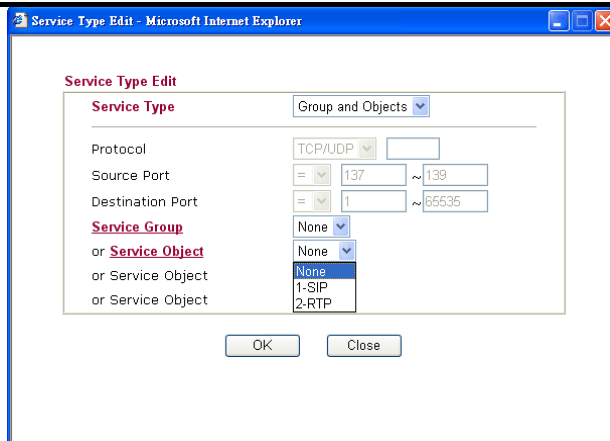 Service Type Edit - Microsoft Internet Explorer
Service Type Edit
Service Type Group and Objects
Protocol TCP/UDP
Source Port = 137 ~ 139
Destination Port = 1 ~ 65535
Service Group None
or Service Object None
or Service Object None
or Service Object 1-SIP
2-RTP
OK Close